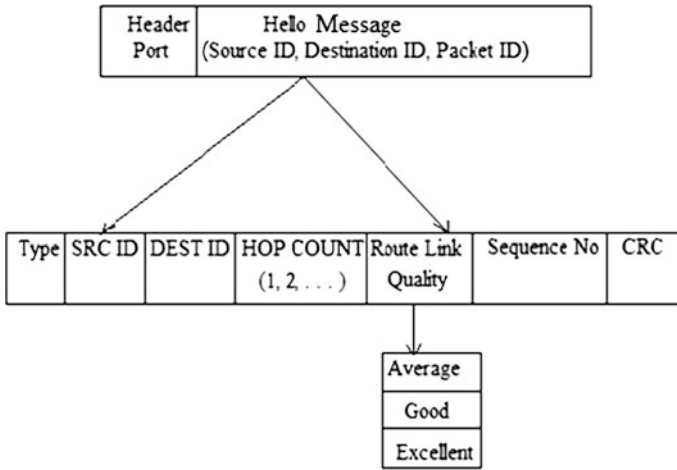 Header Hello Message
Port (Source ID, Destination ID, Packet ID)
Type SRC ID DEST ID HOP COUNT Route Link Sequence No CRC
(1, 2, . . . ) Quality
Average
Good
Excellent